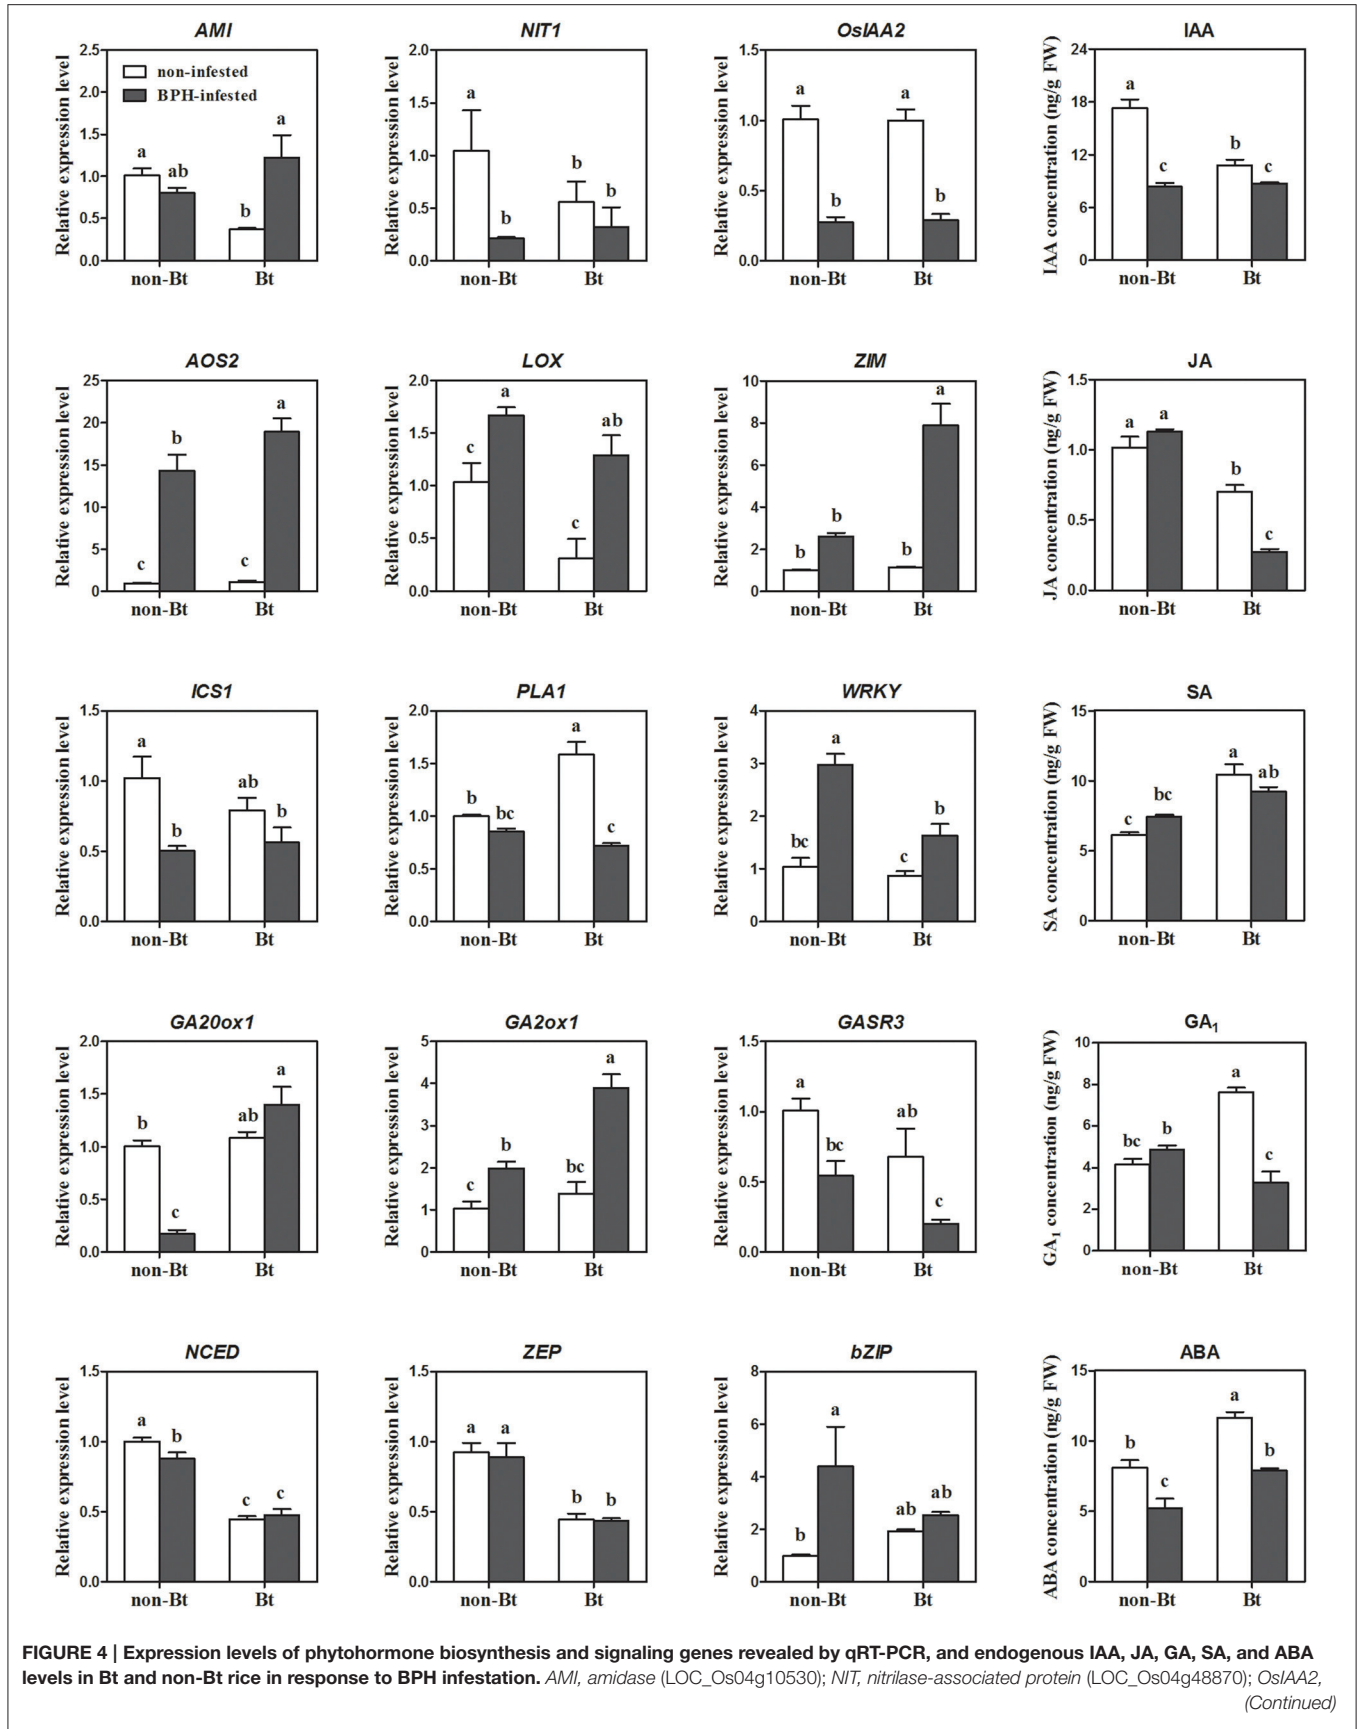 AMI
NIT1
OsIAA2
IAA
Relative expression level
2.5
2.0
1.5
1.0
0.5
0.0
non-infested
BPH-infested
a
ab
b
a
non-Bt
Bt
Relative expression level
2.0
1.5
1.0
0.5
0.0
a
b
b
b
non-Bt
Bt
Relative expression level
1.5
1.0
0.5
0.0
a
b
a
b
non-Bt
Bt
IAA concentration (ng/g FW)
24
18
12
6
0
a
c
b
c
non-Bt
Bt
AOS2
LOX
ZIM
JA
Relative expression level
25
20
15
10
5
0
c
b
c
a
non-Bt
Bt
Relative expression level
2.0
1.5
1.0
0.5
0.0
c
a
c
ab
non-Bt
Bt
Relative expression level
10
8
6
4
2
0
b
b
b
a
non-Bt
Bt
JA concentration (ng/g FW)
1.5
1.0
0.5
0.0
a
a
b
c
non-Bt
Bt
ICS1
PLA1
WRKY
SA
Relative expression level
1.5
1.0
0.5
0.0
a
b
ab
b
non-Bt
Bt
Relative expression level
2.0
1.5
1.0
0.5
0.0
b
bc
a
c
non-Bt
Bt
Relative expression level
4
3
2
1
0
bc
a
c
b
non-Bt
Bt
SA concentration (ng/g FW)
15
10
5
0
c
bc
a
ab
non-Bt
Bt
GA20ox1
GA2ox1
GASR3
GA₁
Relative expression level
2.0
1.5
1.0
0.5
0.0
b
c
ab
a
non-Bt
Bt
Relative expression level
5
4
3
2
1
0
c
b
bc
a
non-Bt
Bt
Relative expression level
1.5
1.0
0.5
0.0
a
bc
ab
c
non-Bt
Bt
GA₁ concentration (ng/g FW)
10
8
6
4
2
0
bc
b
a
c
non-Bt
Bt
NCED
ZEP
bZIP
ABA
Relative expression level
1.5
1.0
0.5
0.0
a
b
c
c
non-Bt
Bt
Relative expression level
1.5
1.0
0.5
0.0
a
a
b
b
non-Bt
Bt
Relative expression level
8
6
4
2
0
b
a
ab
ab
non-Bt
Bt
ABA concentration (ng/g FW)
15
10
5
0
b
c
a
b
non-Bt
Bt
FIGURE 4 | Expression levels of phytohormone biosynthesis and signaling genes revealed by qRT-PCR, and endogenous IAA, JA, GA, SA, and ABA
levels in Bt and non-Bt rice in response to BPH infestation. AMI, amidase (LOC_Os04g10530); NIT, nitrilase-associated protein (LOC_Os04g48870); OsIAA2,
(Continued)